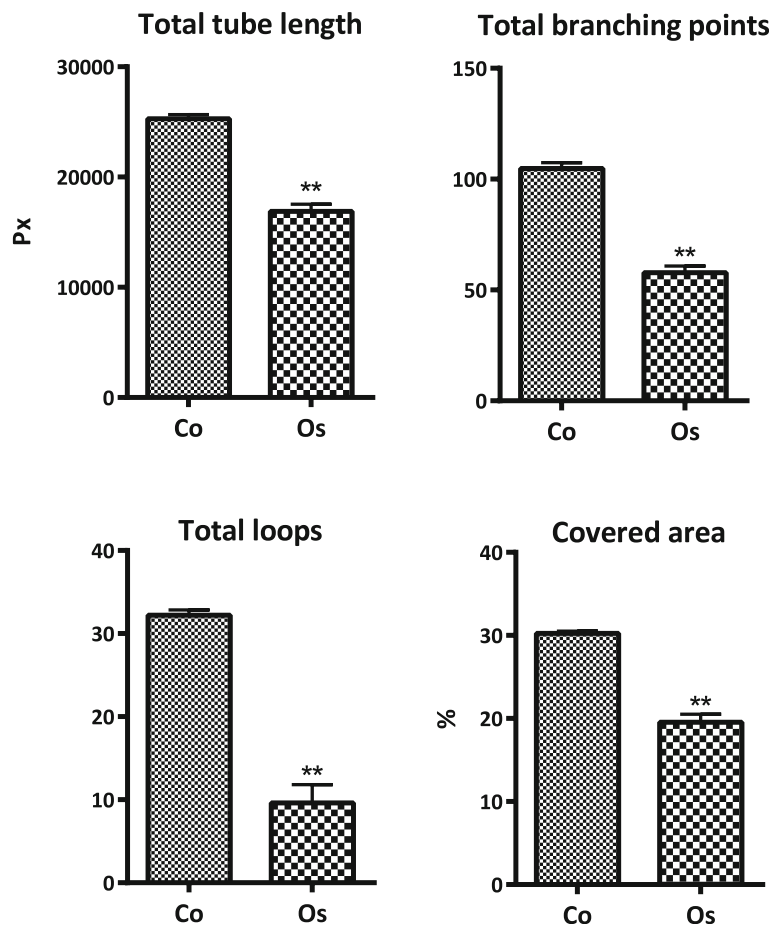 Total tube length
30000
20000
10000
0
Px
**
Co
Os
Total branching points
150
100
50
0
**
Co
Os
Total loops
40
30
20
10
0
**
Co
Os
Covered area
40
30
20
10
0
%
**
Co
Os